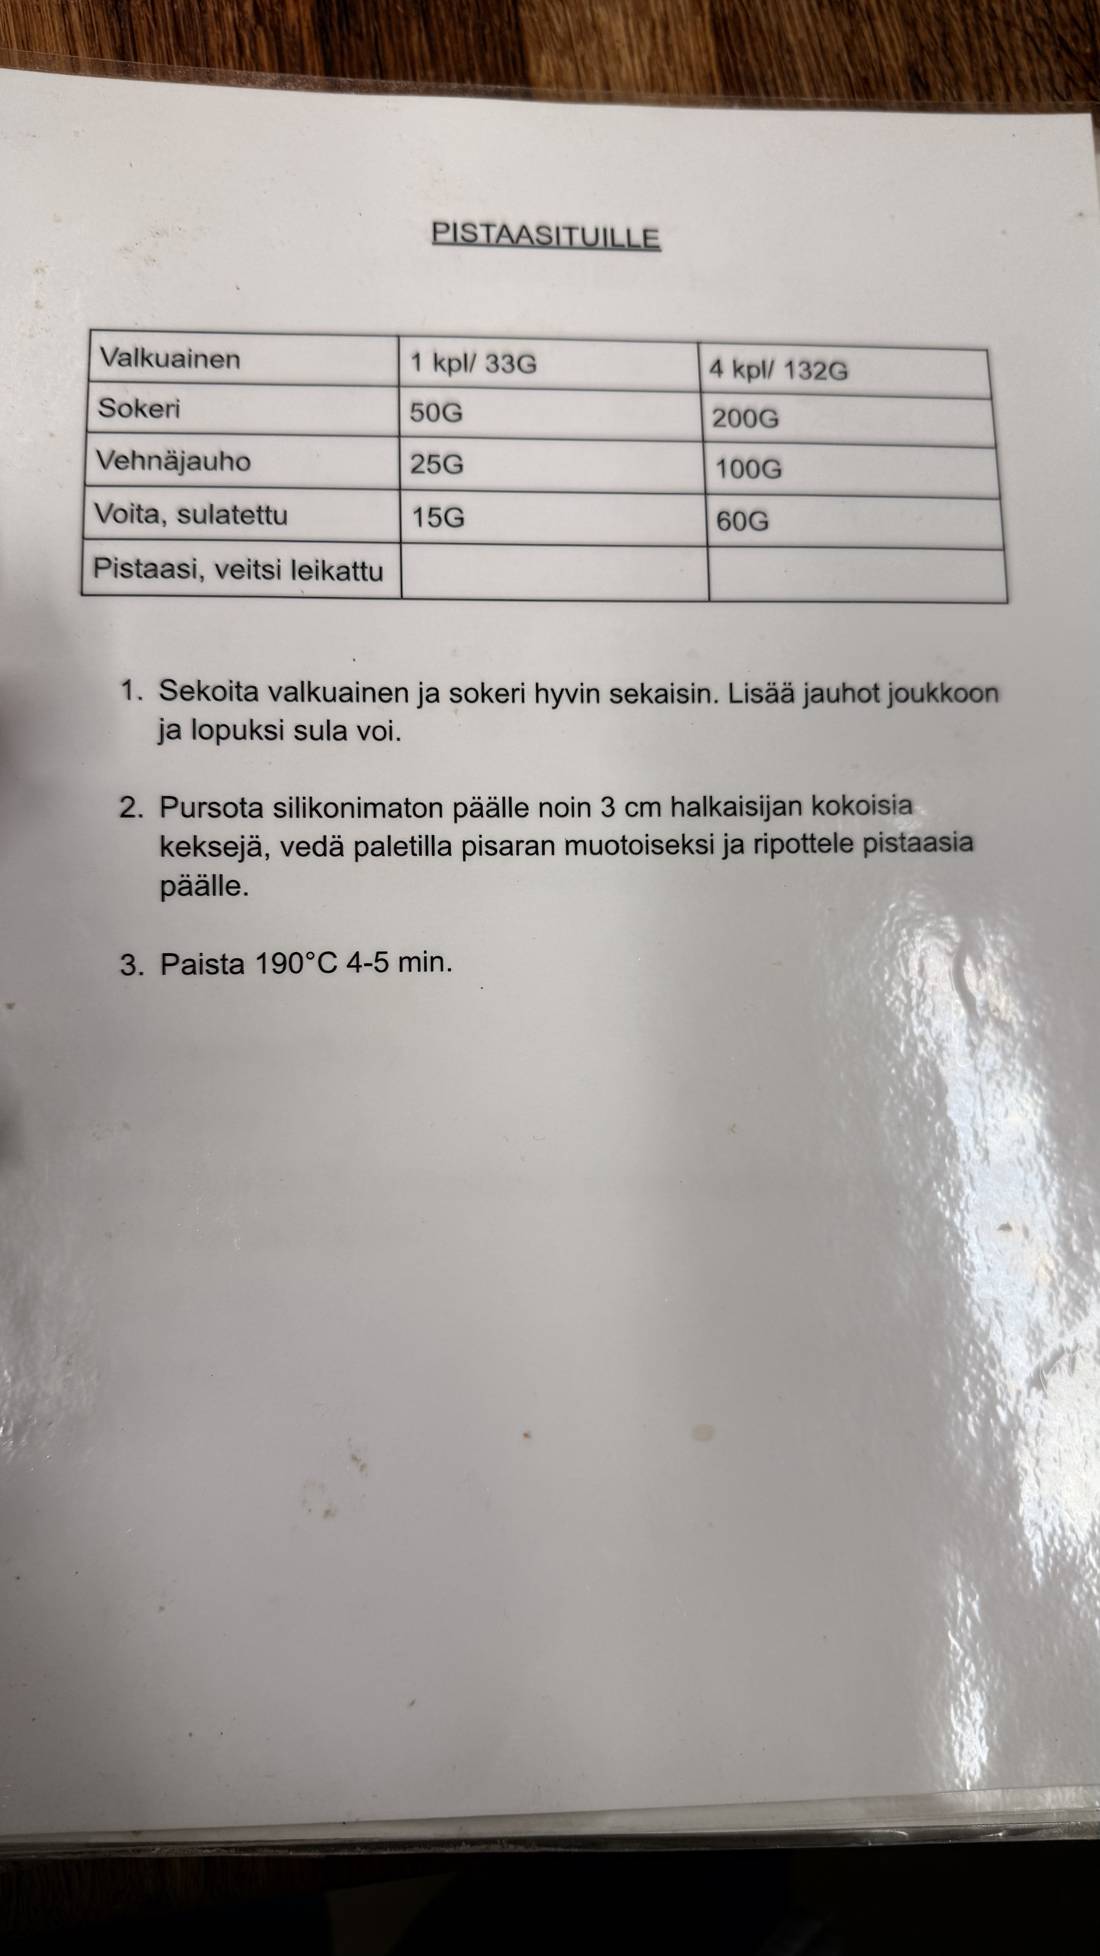 PISTAASITUILLE
Valkuainen 1 kpl/ 33G 4 kpl/ 132G
Sokeri 50G 200G
Vehnäjauho 25G 100G
Voita, sulatettu 15G 60G
Pistaasi, veitsi leikattu
1. Sekoita valkuainen ja sokeri hyvin sekaisin. Lisää jauhot joukkoon
ja lopuksi sula voi.
2. Pursota silikonimaton päälle noin 3 cm halkaisijan kokoisia
keksejä, vedä paletilla pisaran muotoiseksi ja ripottele pistaasia
päälle.
3. Paista 190°C 4-5 min.